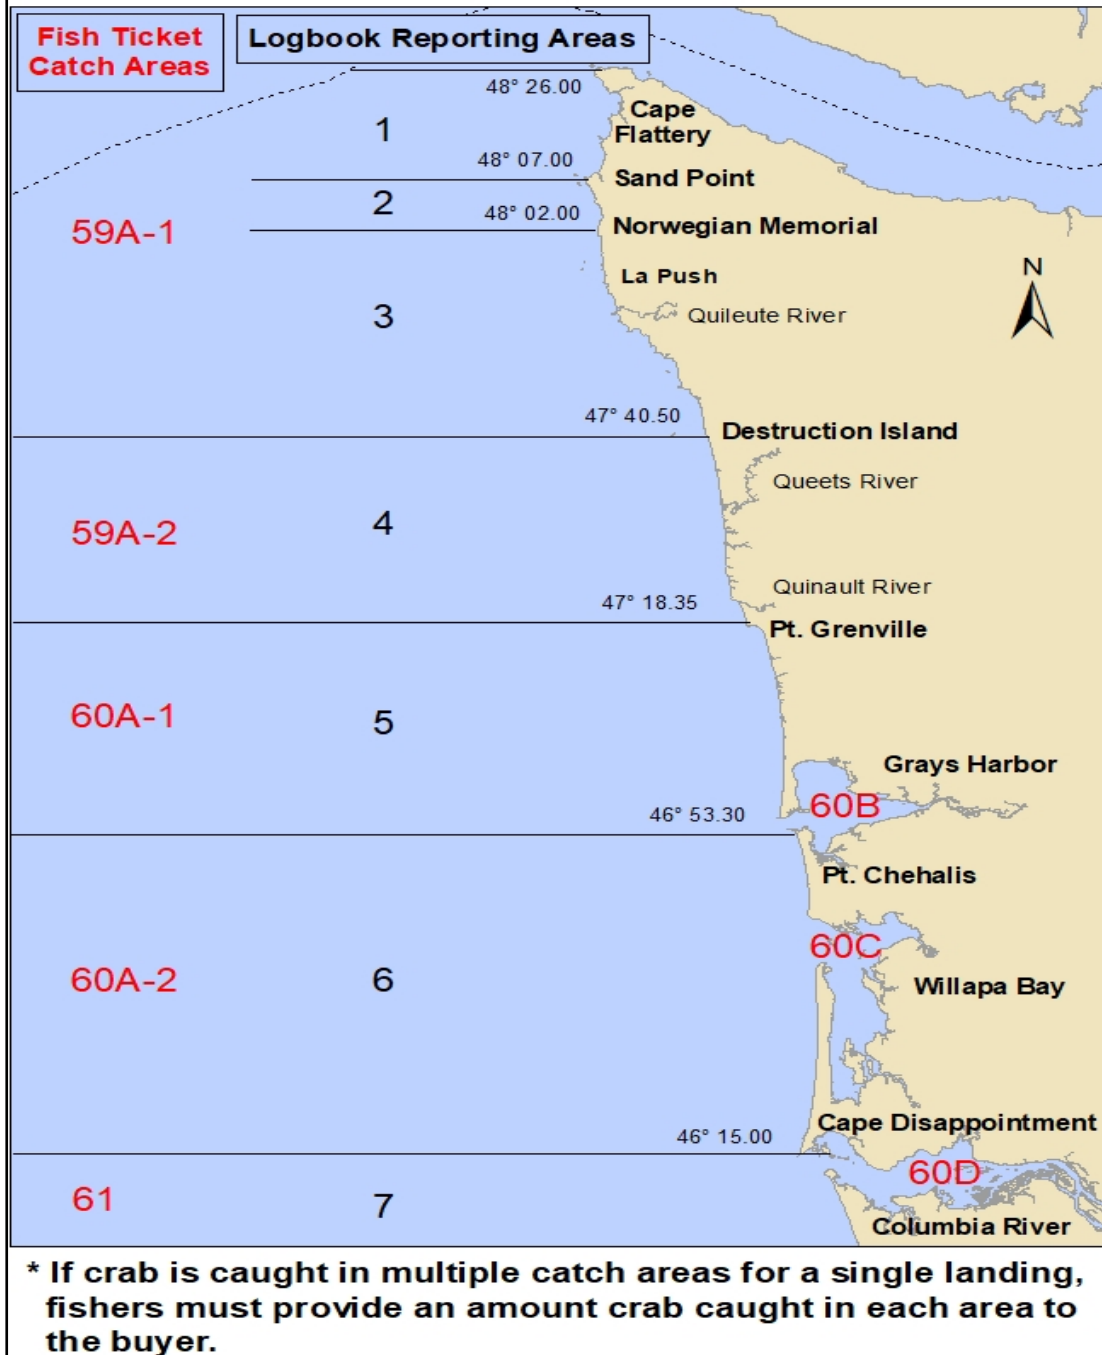 Fish Ticket
Catch Areas
Logbook Reporting Areas
48° 26.00
1
Cape
Flattery
48° 07.00
Sand Point
2
48° 02.00
59A-1
Norwegian Memorial
La Push
N
3
Quileute River
47° 40.50
Destruction Island
Queets River
59A-2
4
Quinault River
47° 18.35
Pt. Grenville
60A-1
5
Grays Harbor
60B
46° 53.30
Pt. Chehalis
60C
60A-2
6
Willapa Bay
Cape Disappointment
46° 15.00
60D
61
7
Columbia River
* If crab is caught in multiple catch areas for a single landing,
fishers must provide an amount crab caught in each area to
the buyer.